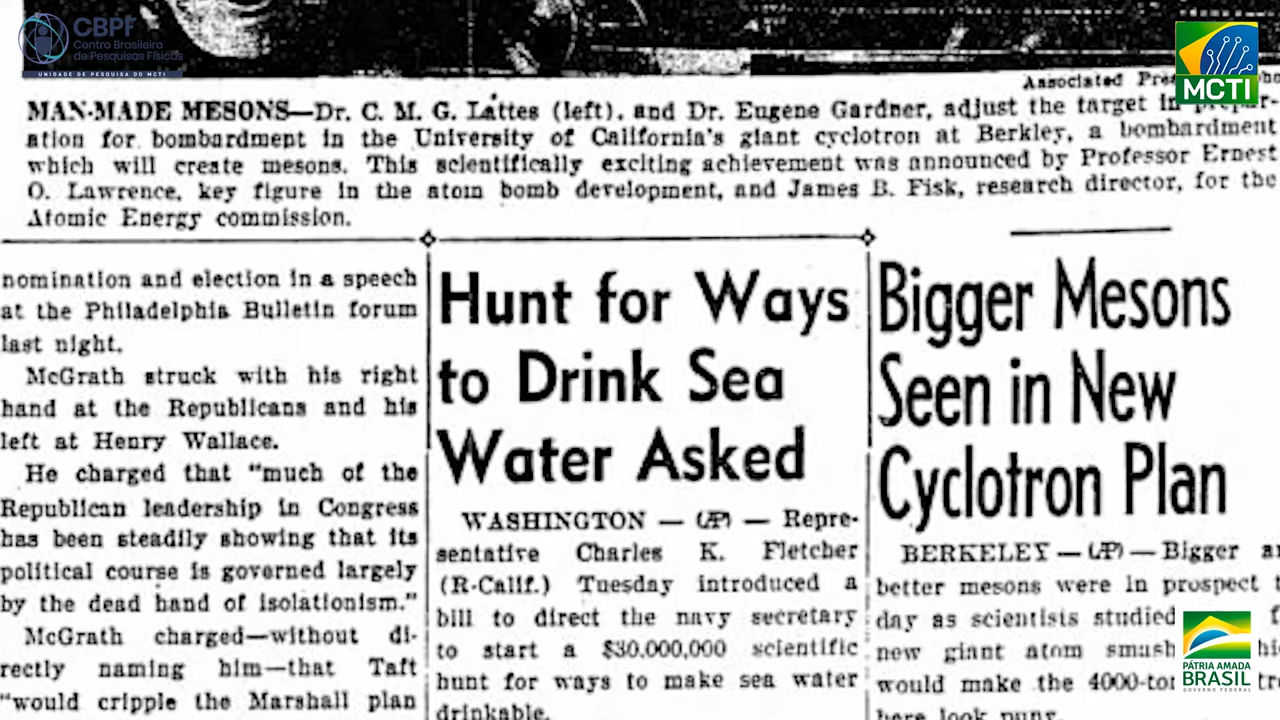 CBPF
Centro Brasileiro
de Pesquisas Físicas
UNIDADE DE PESQUISA DO MCTI
MCTI
Associated
MAN-MADE MESONS—Dr. C. M. G. Lattes (left), and Dr. Eugene Gardner, adjust the target in
ation for bombardment in the University of California's giant cyclotron at Berkley, a bombardment
which will create mesons. This scientifically exciting achievement was announced by Professor Ernest
O. Lawrence, key figure in the atom bomb development, and James B. Fisk, research director, for the
Atomic Energy commission.
nomination and election in a speech
at the Philadelphia Bulletin forum
last night.
McGrath struck with his right
hand at the Republicans and his
left at Henry Wallace.
He charged that "much of the
Republican leadership in Congress
has been steadily showing that its
political course is governed largely
by the dead hand of isolationism."
McGrath charged—without di-
rectly naming him—that Taft
"would cripple the Marshall plan
Hunt for Ways
to Drink Sea
Water Asked
WASHINGTON — (AP) — Repre-
sentative Charles K. Fletcher
(R-Calif.) Tuesday introduced a
bill to direct the navy secretary
to start a $30,000,000 scientific
hunt for ways to make sea water
drinkable.
Bigger Mesons
Seen in New
Cyclotron Plan
BERKELEY — (AP) — Bigger
better mesons were in prospect
day as scientists studied
new giant atom
would make the
here look puny.
PÁTRIA AMADA
BRASIL
GOVERNO FEDERAL